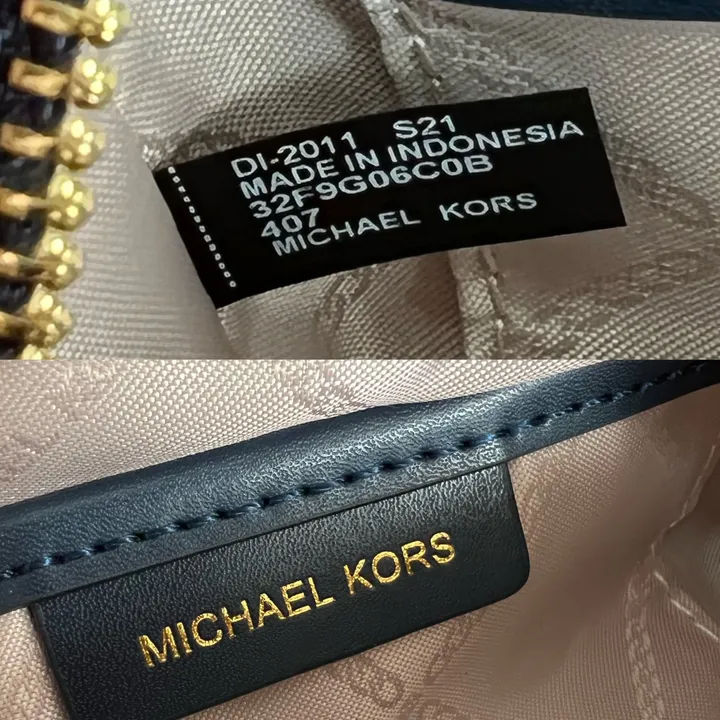 DI-2011 S21
MADE IN INDONESIA
32F9G06C0B
407
MICHAEL KORS
MICHAEL KORS